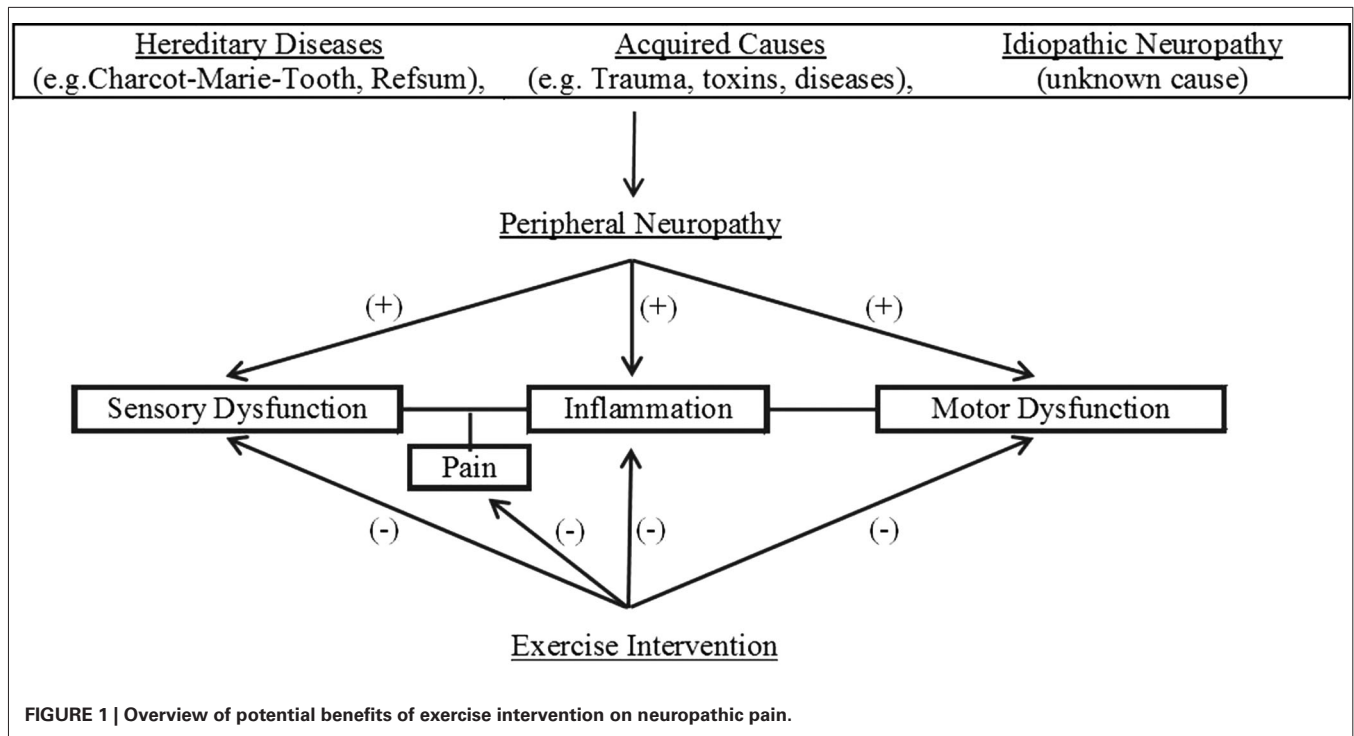 Hereditary Diseases
(e.g.Charcot-Marie-Tooth, Refsum),
Acquired Causes
(e.g. Trauma, toxins, diseases),
Idiopathic Neuropathy
(unknown cause)
Peripheral Neuropathy
(+)
(+)
(+)
Sensory Dysfunction
Inflammation
Motor Dysfunction
Pain
(-)
(-)
(-)
(-)
Exercise Intervention
FIGURE 1 | Overview of potential benefits of exercise intervention on neuropathic pain.